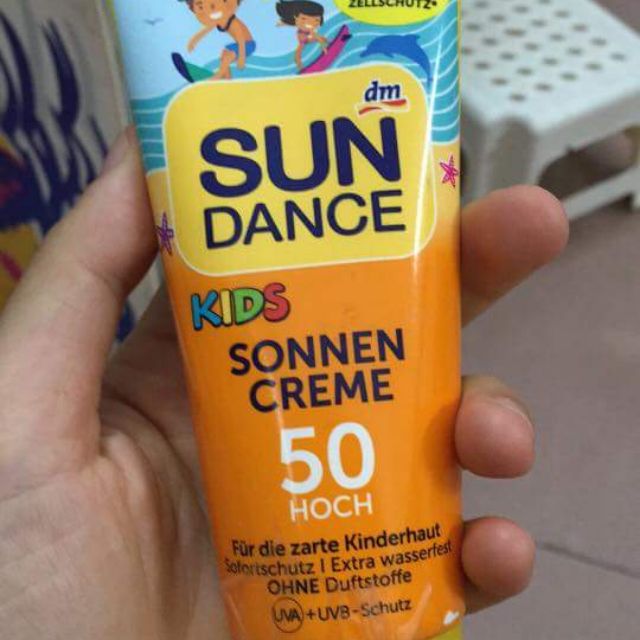 ZELLSCHUTZ*
dm
SUN
DANCE
KIDS
SONNEN
CREME
50
HOCH
Für die zarte Kinderhaut
Sofortschutz | Extra wasserfest
OHNE Duftstoffe
UVA +UVB-Schutz